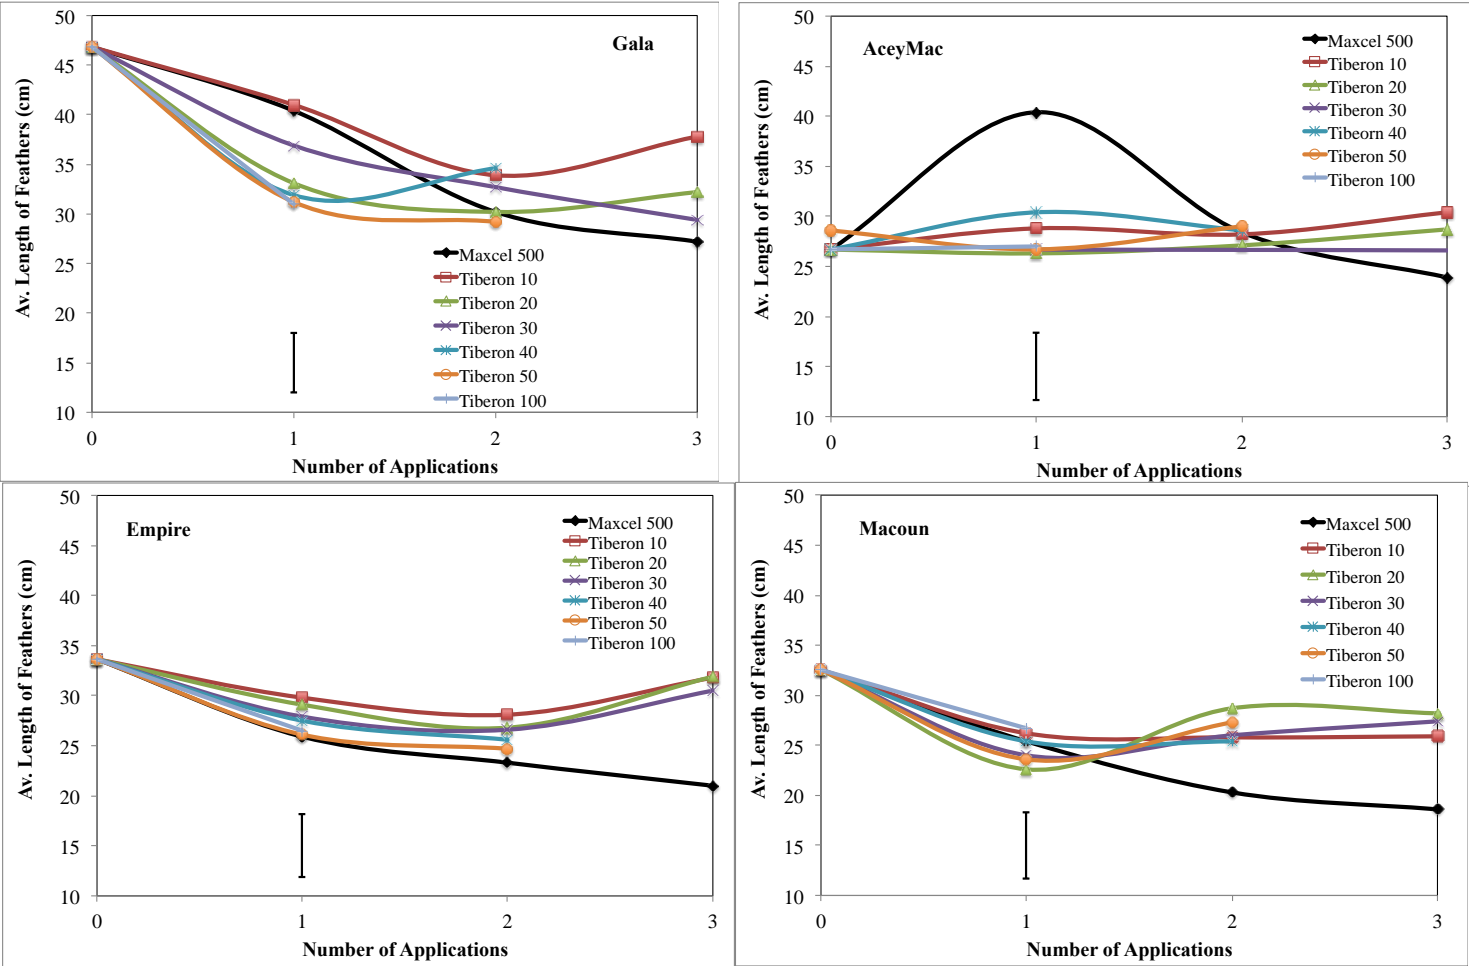 Gala
50
45
40
35
30
25
20
15
10
Av. Length of Feathers (cm)
Maxcel 500
Tiberon 10
Tiberon 20
Tiberon 30
Tiberon 40
Tiberon 50
Tiberon 100
0 1 2 3
Number of Applications
AceyMac
50
45
40
35
30
25
20
15
10
Av. Length of Feathers (cm)
Maxcel 500
Tiberon 10
Tiberon 20
Tiberon 30
Tibeorn 40
Tiberon 50
Tiberon 100
0 1 2 3
Number of Applications
Empire
50
45
40
35
30
25
20
15
10
Av. Length of Feathers (cm)
Maxcel 500
Tiberon 10
Tiberon 20
Tiberon 30
Tiberon 40
Tiberon 50
Tiberon 100
0 1 2 3
Number of Applications
Macoun
50
45
40
35
30
25
20
15
10
Av. Length of Feathers (cm)
Maxcel 500
Tiberon 10
Tiberon 20
Tiberon 30
Tiberon 40
Tiberon 50
Tiberon 100
0 1 2 3
Number of Applications